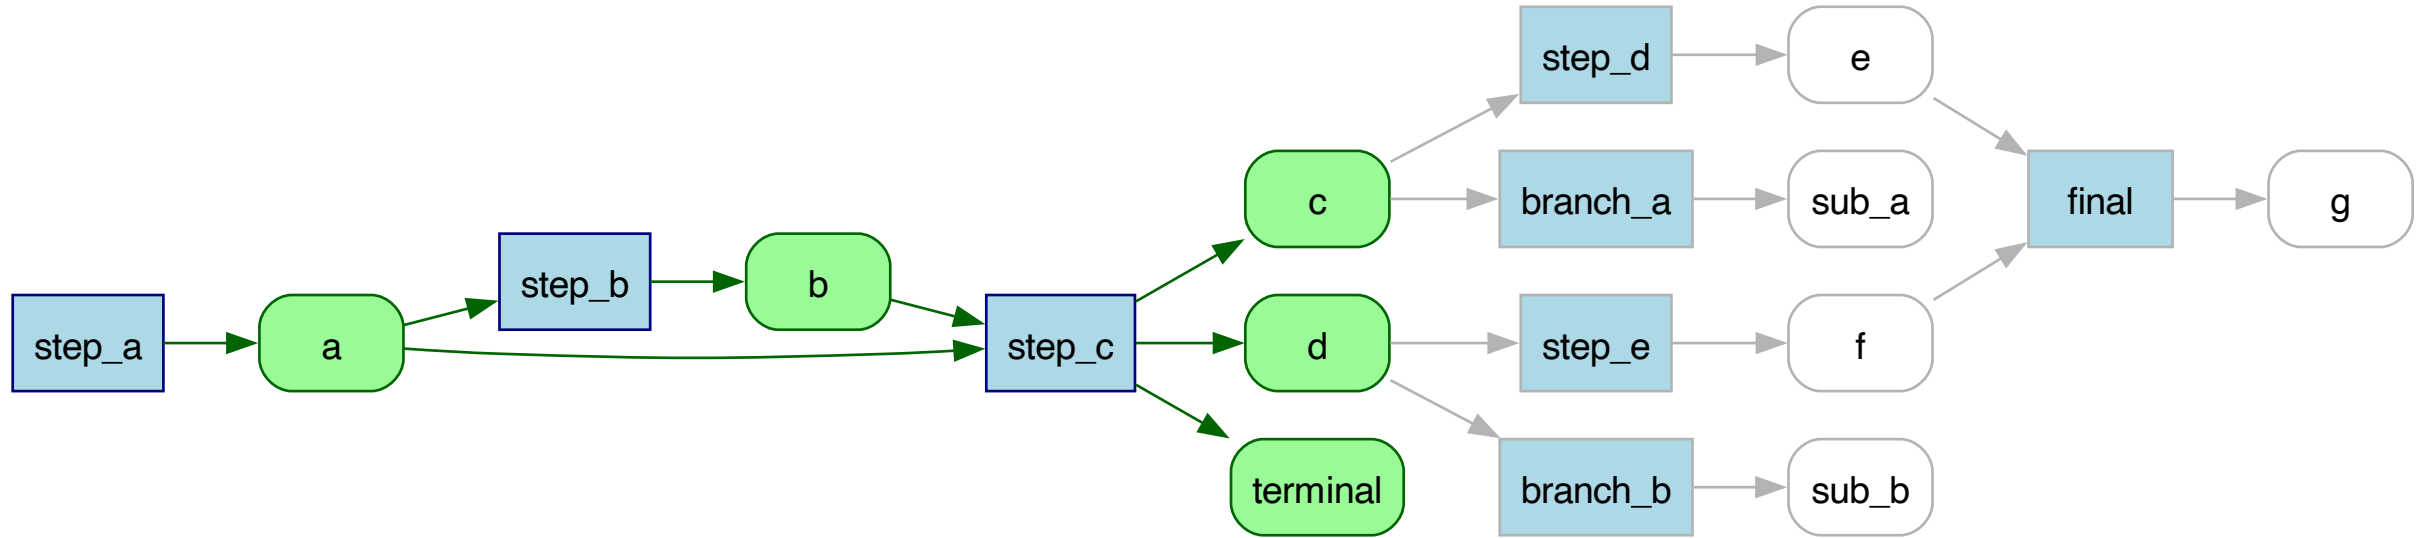 step_a
a
step_b
b
step_c
c
d
terminal
step_d
branch_a
step_e
branch_b
e
sub_a
f
sub_b
final
g